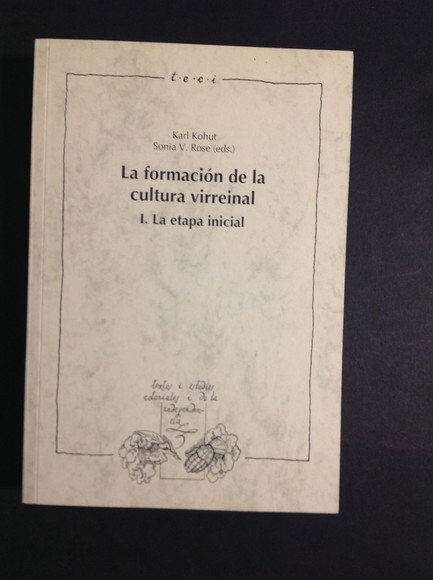 t·e·c·i
Karl Kohut
Sonia V. Rose (eds.)
La formación de la
cultura virreinal
I. La etapa inicial
textos i estudios
coloniales i de la
independen-
cia